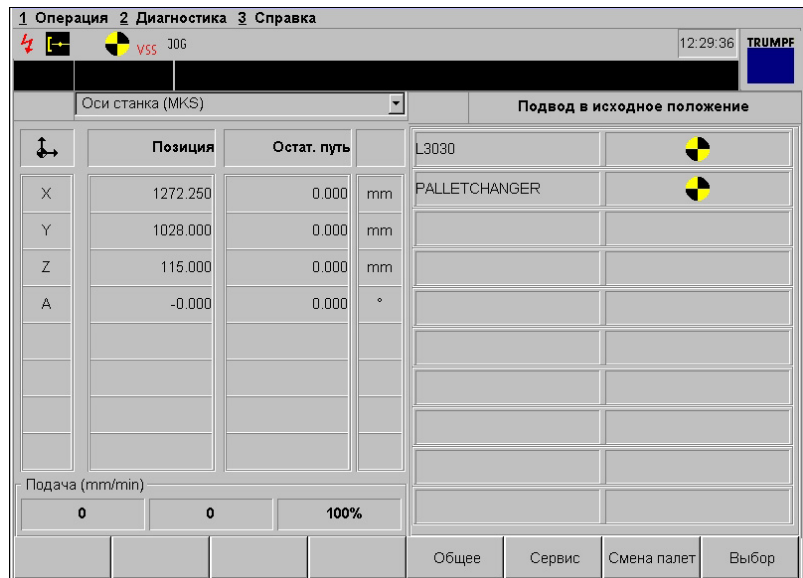 1 Операция 2 Диагностика 3 Справка
VSS JOG 12:29:36 TRUMPF
Оси станка (MKS) Подвод в исходное положение
Позиция Остат. путь L3030
X 1272.250 0.000 mm PALLETCHANGER
Y 1028.000 0.000 mm
Z 115.000 0.000 mm
A -0.000 0.000 °
Подача (mm/min)
0 0 100%
Общее Сервис Смена палет Выбор